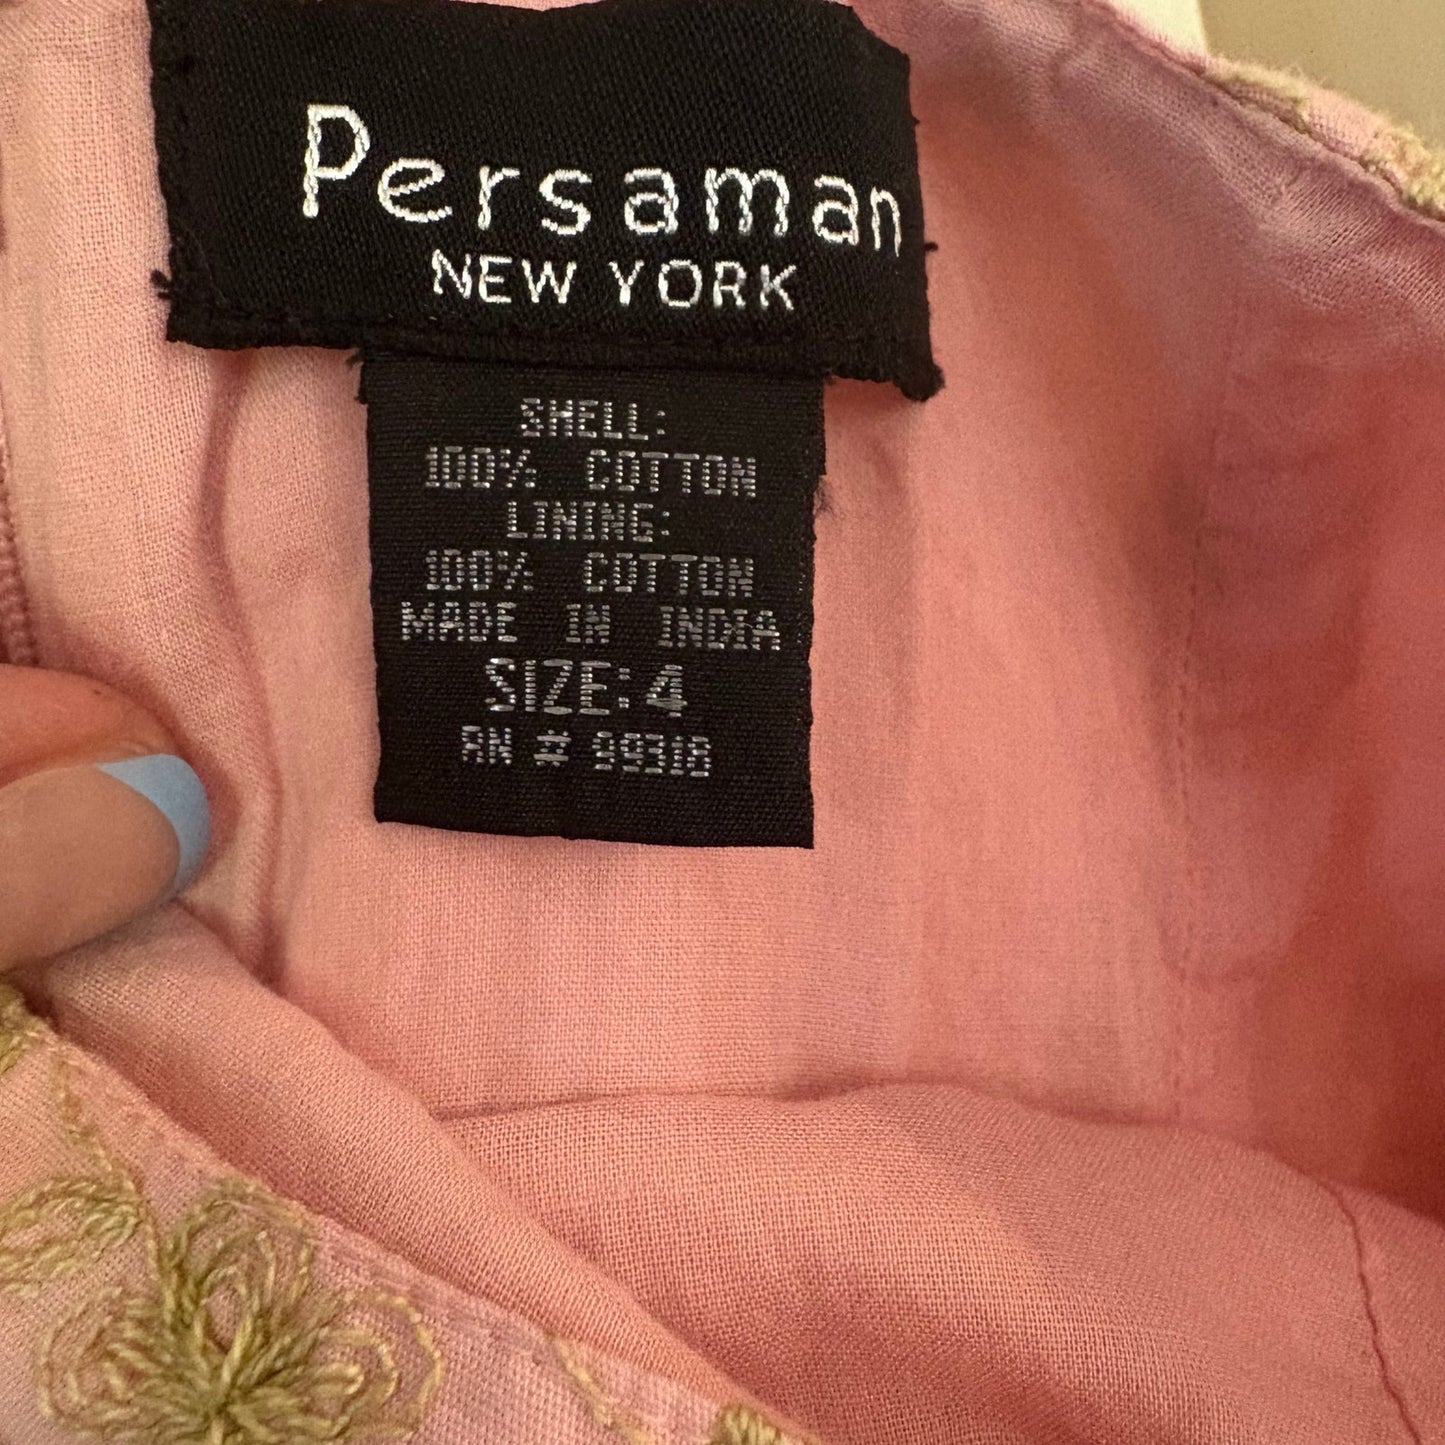 Persaman
NEW YORK
SHELL:
100% COTTON
LINING:
100% COTTON
MADE IN INDIA
SIZE: 4
RN # 99318